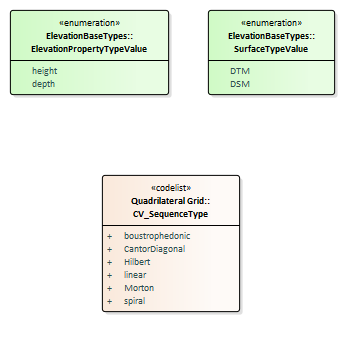 «enumeration»
ElevationBaseTypes::
ElevationPropertyTypeValue
height
depth
«enumeration»
ElevationBaseTypes::
SurfaceTypeValue
DTM
DSM
«codelist»
Quadrilateral Grid::
CV_SequenceType
+ boustrophedonic
+ CantorDiagonal
+ Hilbert
+ linear
+ Morton
+ spiral